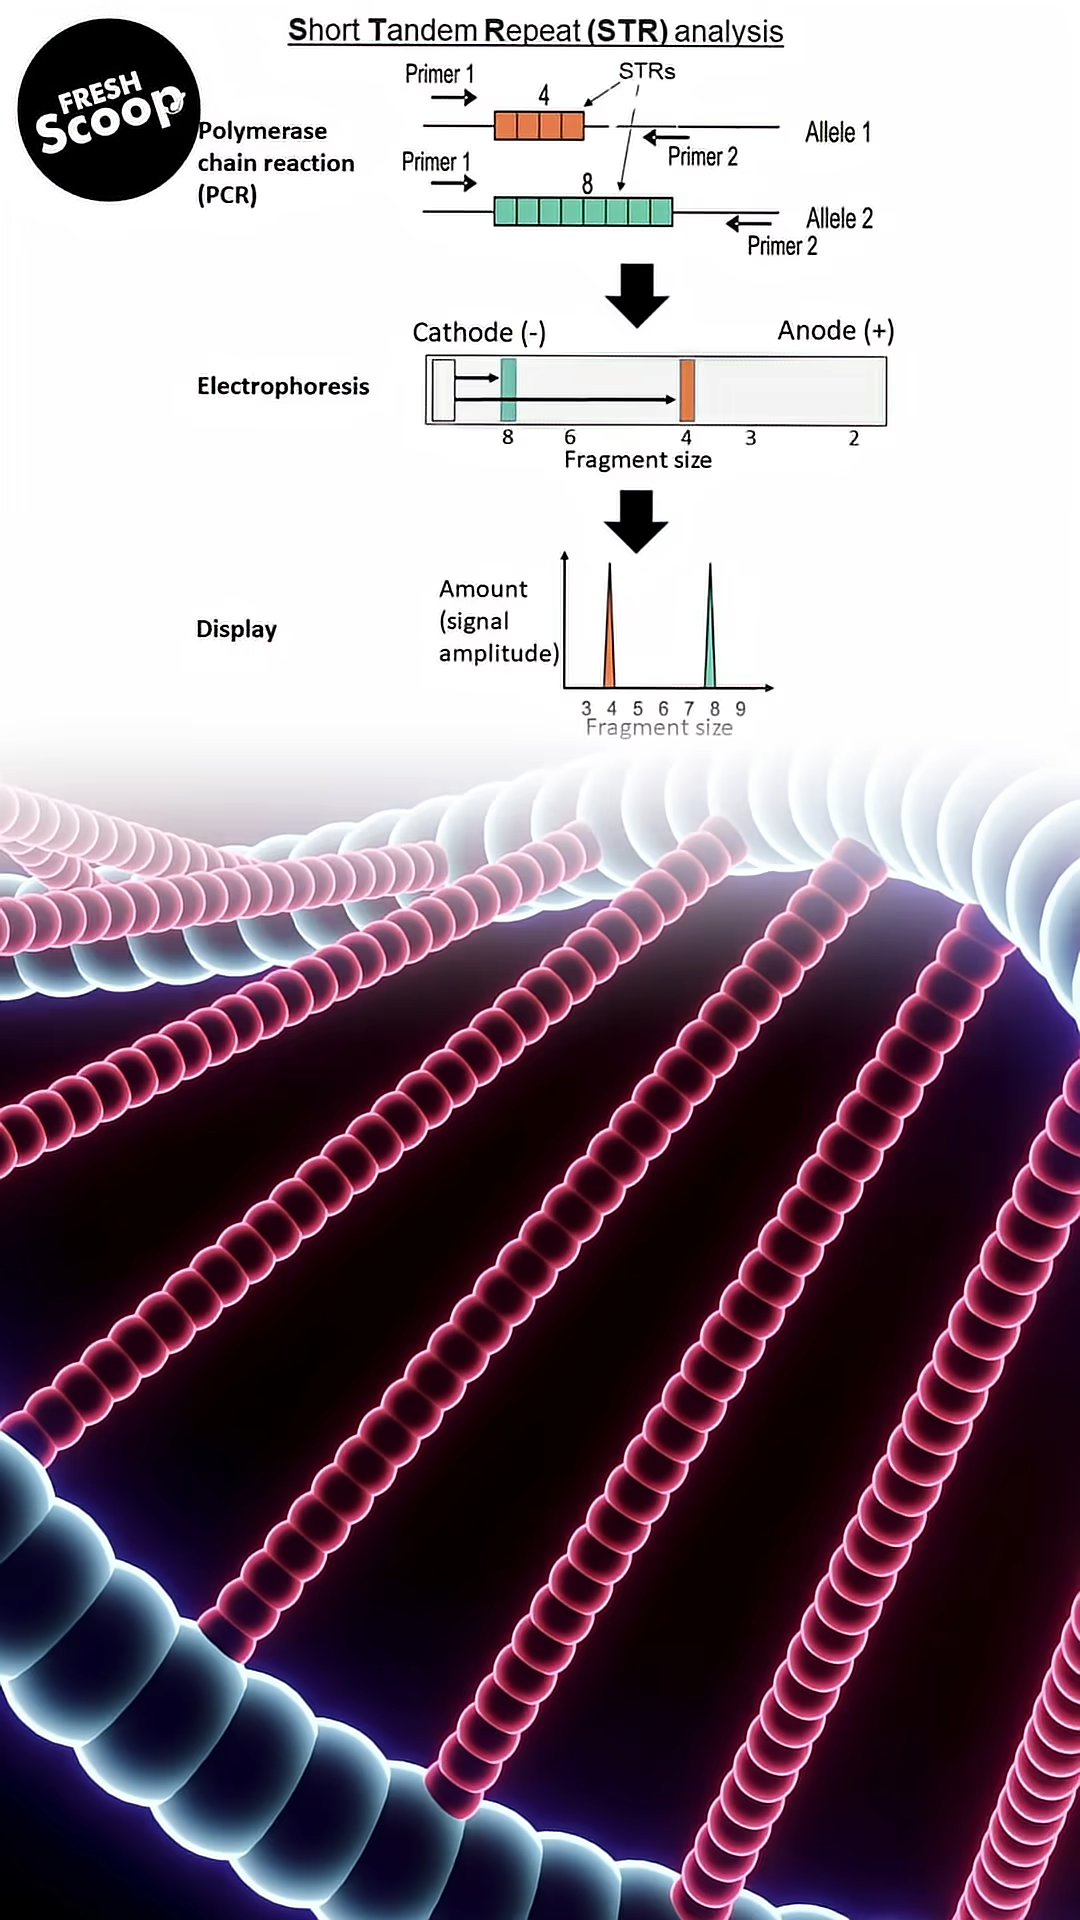 Short Tandem Repeat (STR) analysis
FRESH
Scoop
Polymerase
chain reaction
(PCR)
Primer 1
4
STRs
Allele 1
Primer 2
Primer 1
8
Allele 2
Primer 2
Cathode (-)
Anode (+)
Electrophoresis
8 6 4 3 2
Fragment size
Display
Amount
(signal
amplitude)
3 4 5 6 7 8 9
Fragment size